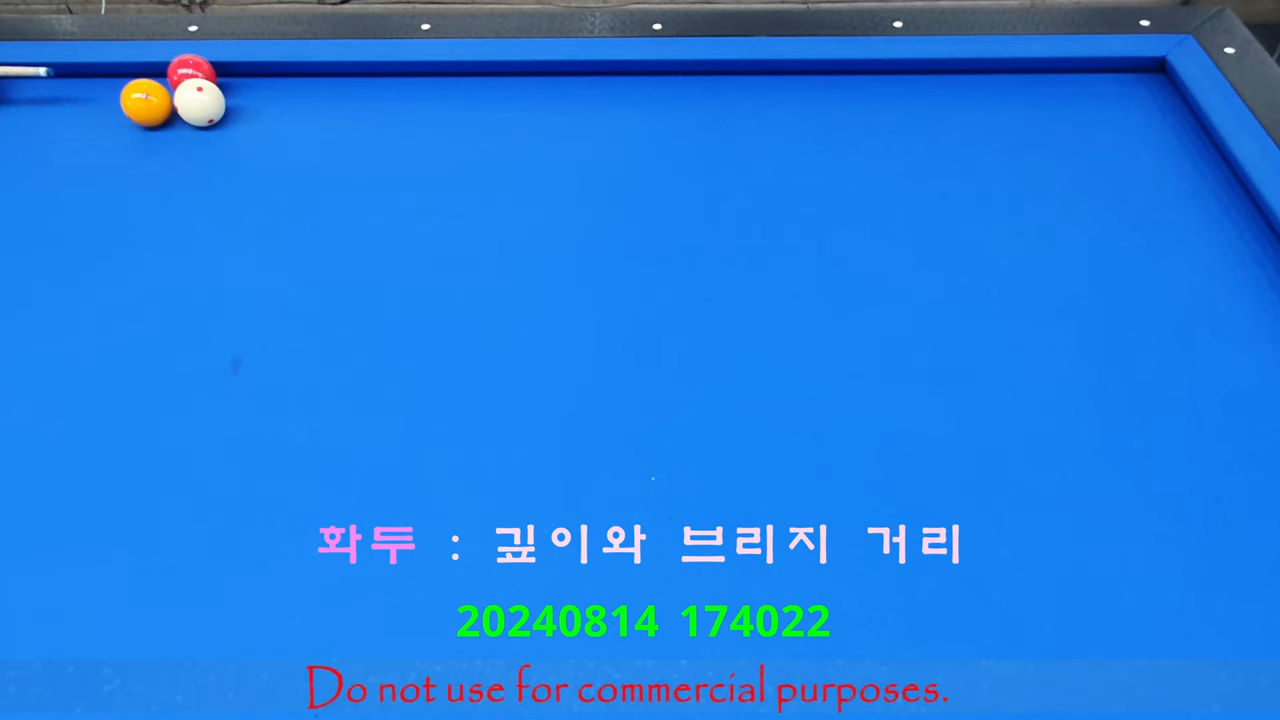 화두 : 깊이와 브리지 거리
20240814 174022
Do not use for commercial purposes.